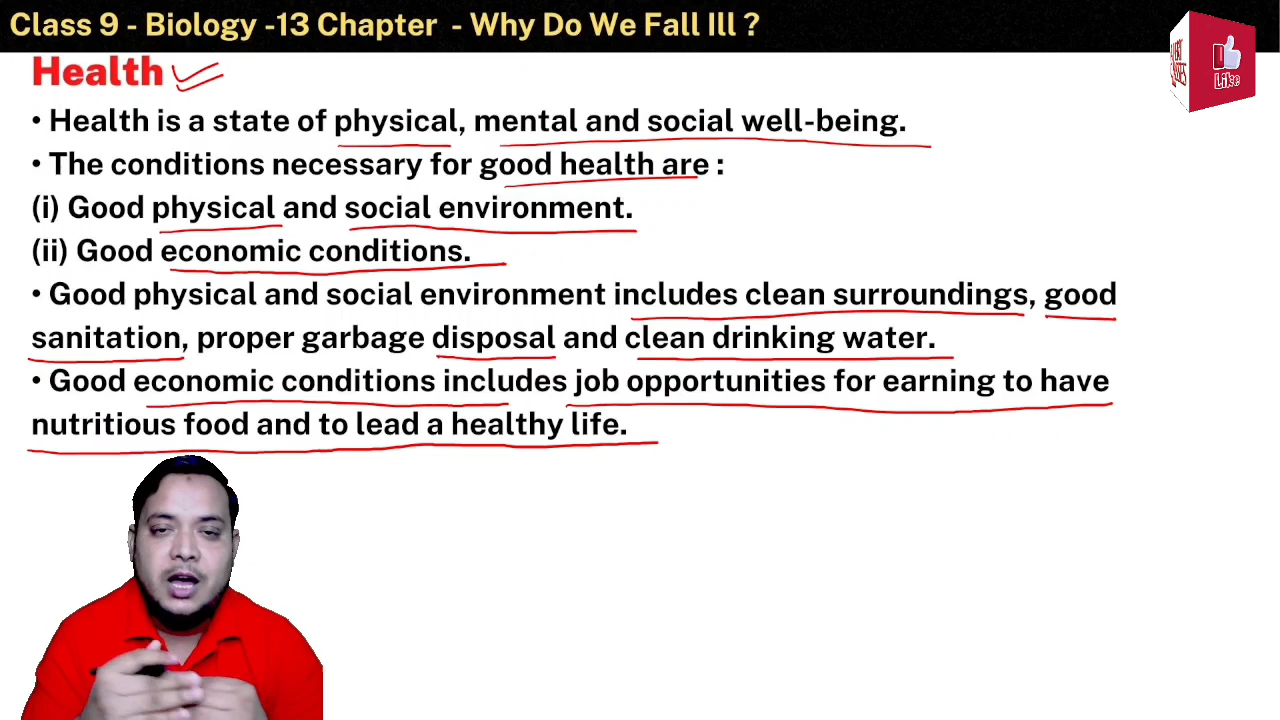 Class 9 - Biology -13 Chapter - Why Do We Fall Ill ?
Like
Health
• Health is a state of physical, mental and social well-being.
• The conditions necessary for good health are :
(i) Good physical and social environment.
(ii) Good economic conditions.
• Good physical and social environment includes clean surroundings, good
sanitation, proper garbage disposal and clean drinking water.
• Good economic conditions includes job opportunities for earning to have
nutritious food and to lead a healthy life.